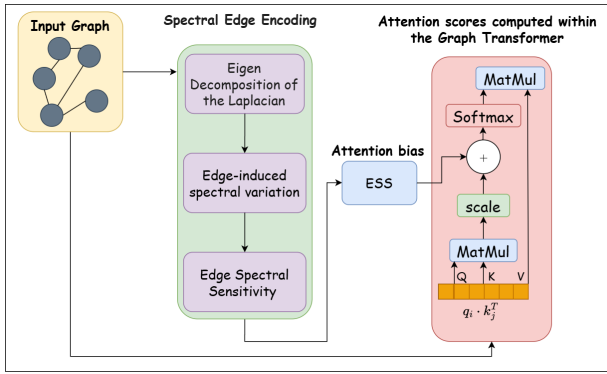 Input Graph
Spectral Edge Encoding
Eigen
Decomposition of
the Laplacian
Edge-induced
spectral variation
Edge Spectral
Sensitivity
Attention bias
ESS
Attention scores computed within
the Graph Transformer
MatMul
Softmax
+
scale
MatMul
Q K V
q_i · k_j^T